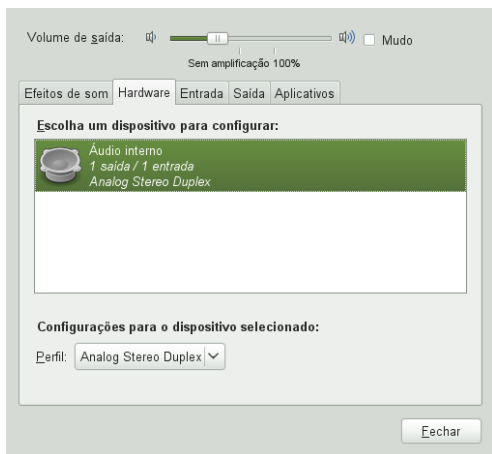 Volume de saída: Mudo
Sem amplificação 100%
Efeitos de som Hardware Entrada Saída Aplicativos
Escolha um dispositivo para configurar:
Áudio interno
1 saída / 1 entrada
Analog Stereo Duplex
Configurações para o dispositivo selecionado:
Perfil: Analog Stereo Duplex
Fechar